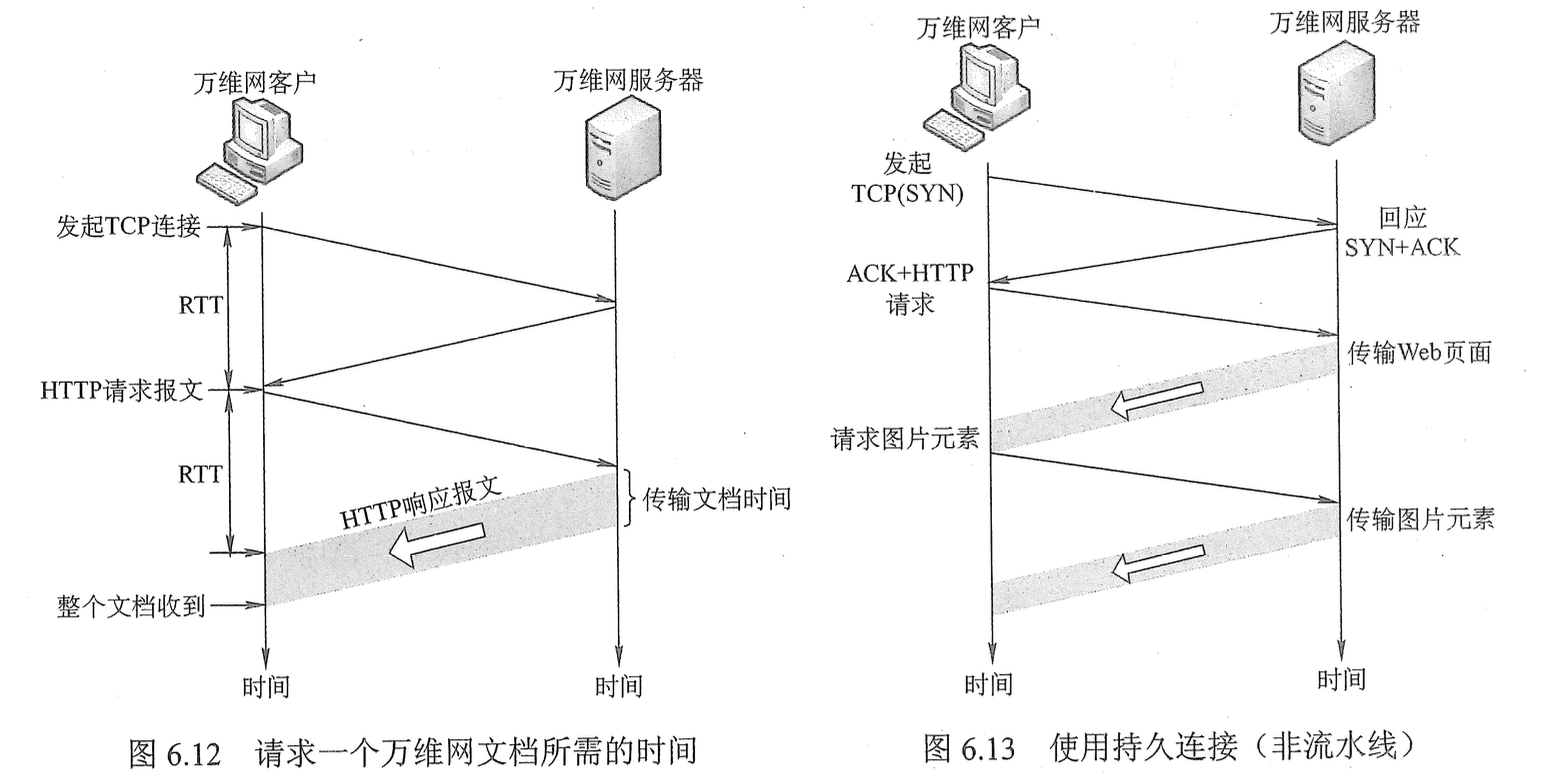 万维网客户
万维网服务器
发起TCP连接
RTT
HTTP请求报文
RTT
HTTP响应报文
传输文档时间
整个文档收到
时间
时间
图 6.12 请求一个万维网文档所需的时间
万维网客户
万维网服务器
发起
TCP(SYN)
回应
SYN+ACK
ACK+HTTP
请求
传输Web页面
请求图片元素
传输图片元素
时间
时间
图 6.13 使用持久连接（非流水线）